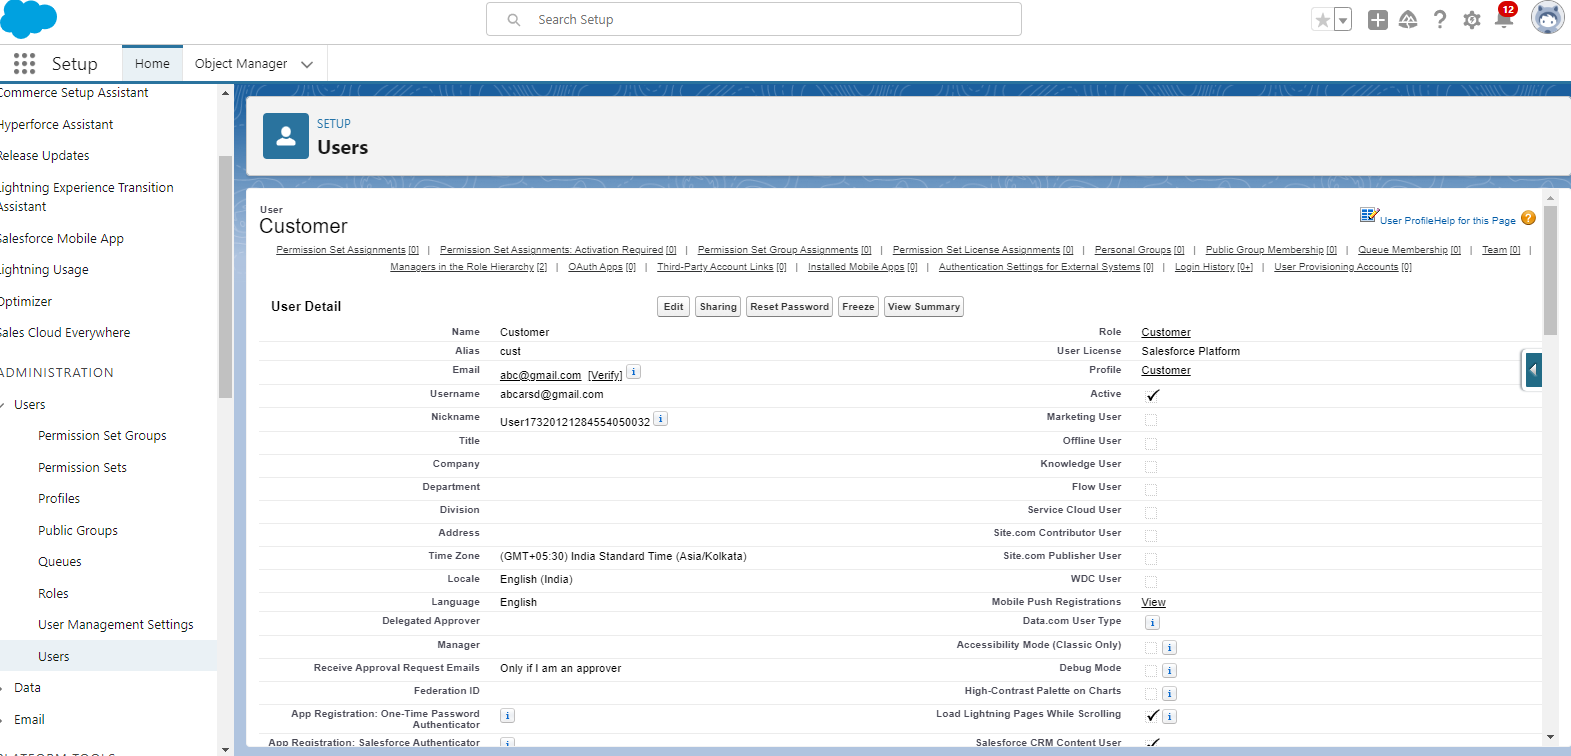 Search Setup
12
Setup
Home
Object Manager
Commerce Setup Assistant
Hyperforce Assistant
Release Updates
Lightning Experience Transition
Assistant
Salesforce Mobile App
Lightning Usage
Optimizer
Sales Cloud Everywhere
ADMINISTRATION
Users
Permission Set Groups
Permission Sets
Profiles
Public Groups
Queues
Roles
User Management Settings
Users
Data
Email
PLATFORM TOOLS
SETUP
Users
User
Customer
User Profile Help for this Page ?
Permission Set Assignments [0] | Permission Set Assignments: Activation Required [0] | Permission Set Group Assignments [0] | Permission Set License Assignments [0] | Personal Groups [0] | Public Group Membership [0] | Queue Membership [0] | Team [0] |
Managers in the Role Hierarchy [2] | OAuth Apps [0] | Third-Party Account Links [0] | Installed Mobile Apps [0] | Authentication Settings for External Systems [0] | Login History [0+] | User Provisioning Accounts [0]
User Detail
Edit Sharing Reset Password Freeze View Summary
Name Customer Role Customer
Alias cust User License Salesforce Platform
Email abc@gmail.com [Verify] i Profile Customer
Username abcarsd@gmail.com Active
Nickname User17320121284554050032 i Marketing User
Title Offline User
Company Knowledge User
Department Flow User
Division Service Cloud User
Address Site.com Contributor User
Time Zone (GMT+05:30) India Standard Time (Asia/Kolkata) Site.com Publisher User
Locale English (India) WDC User
Language English Mobile Push Registrations View
Delegated Approver Data.com User Type i
Manager Accessibility Mode (Classic Only) i
Receive Approval Request Emails Only if I am an approver Debug Mode i
Federation ID High-Contrast Palette on Charts i
App Registration: One-Time Password
Authenticator i Load Lightning Pages While Scrolling i
App Registration: Salesforce Authenticator i Salesforce CRM Content User